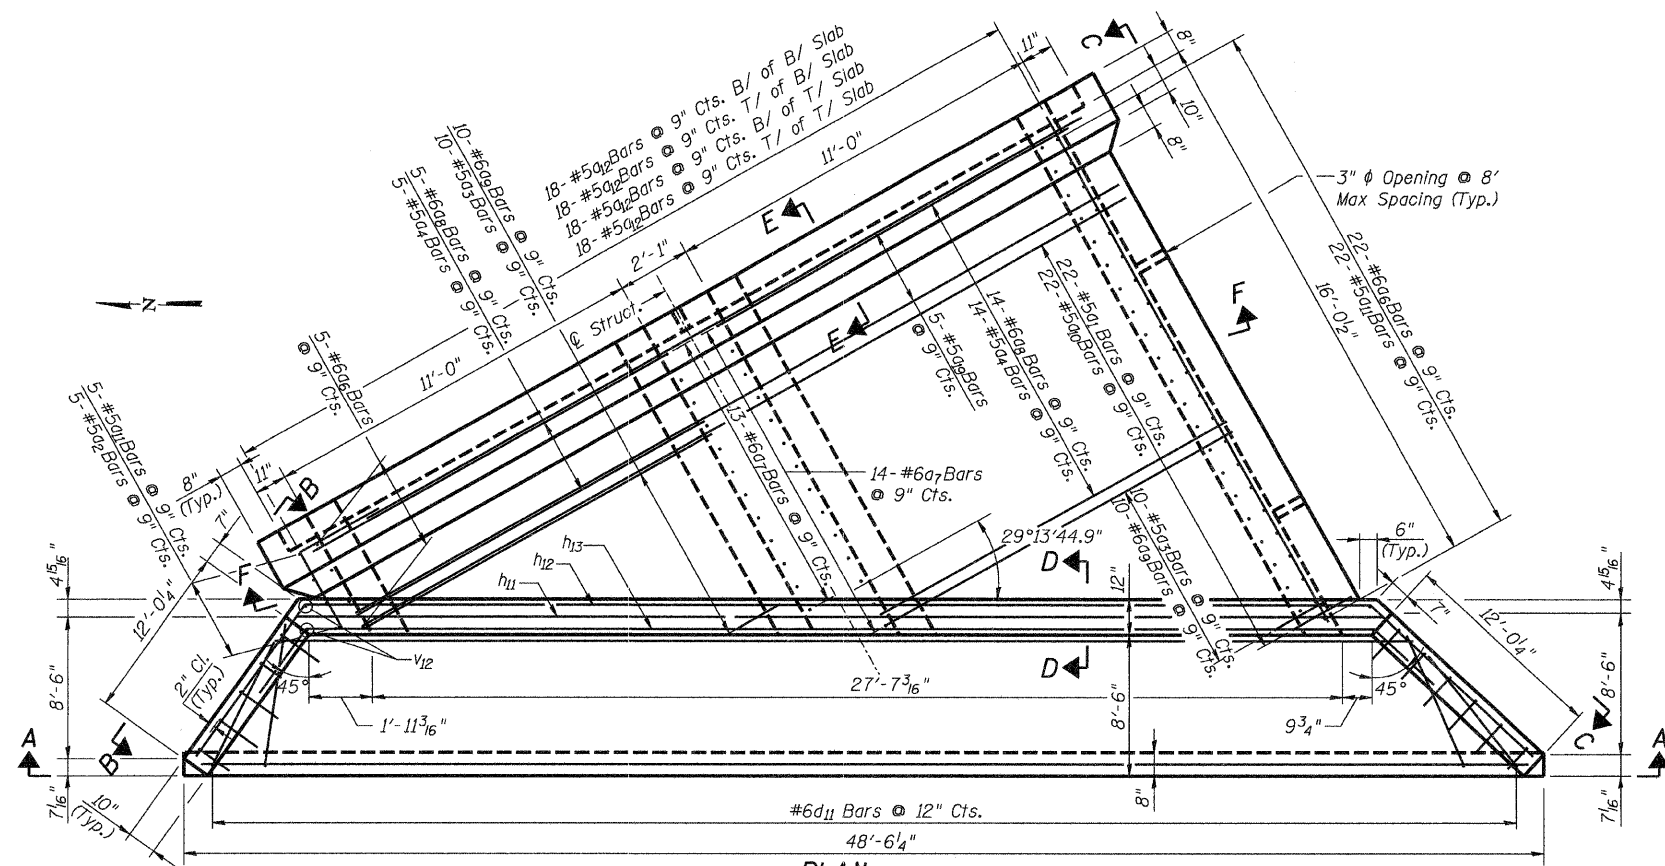 18- #5a12Bars @ 9" Cts. B/ of B/ Slab
18- #5a12Bars @ 9" Cts. T/ of B/ Slab
18- #5a12Bars @ 9" Cts. B/ of T/ Slab
18- #5a12Bars @ 9" Cts. T/ of T/ Slab
11"
C
8"
10"
8"
10- #6a9Bars @ 9" Cts.
10- #5a3Bars @ 9" Cts.
5- #6a8Bars @ 9" Cts.
5- #5a4Bars @ 9" Cts.
11'-0"
2'-1"
E
3" ϕ Opening @ 8'
Max Spacing (Typ.)
22- #6a6Bars @ 9" Cts.
22- #5a11Bars @ 9" Cts.
16'-0½"
F
N
℄ Struct.
11'-0"
E
5- #6a6Bars
@ 9" Cts.
5- #5a11Bars @ 9" Cts.
5- #5a2Bars @ 9" Cts.
22- #5a1Bars @ 9" Cts.
22- #5a10Bars @ 9" Cts.
14- #6a8Bars @ 9" Cts.
14- #5a4Bars @ 9" Cts.
5- #5a9Bars
@ 9" Cts.
13- #6a7Bars @ 9" Cts.
14- #6a7Bars
@ 9" Cts.
8"
(Typ.)
11"
B
7"
29°13'44.9"
10- #5a3Bars @ 9" Cts.
10- #6a9Bars @ 9" Cts.
6"
(Typ.)
4 15/16"
F
h13
h12
h11
D
12"
7"
4 15/16"
12'-0¼"
12'-0¼"
8'-6"
2" Cl.
(Typ.)
45°
v12
D
27'-7 3/16"
8'-6"
45°
8'-6"
1'-11 3/16"
9¾"
C
A
B
A
7 1/16"
10"
(Typ.)
8"
7 1/16"
#6d11 Bars @ 12" Cts.
48'-6¼"
PLAN